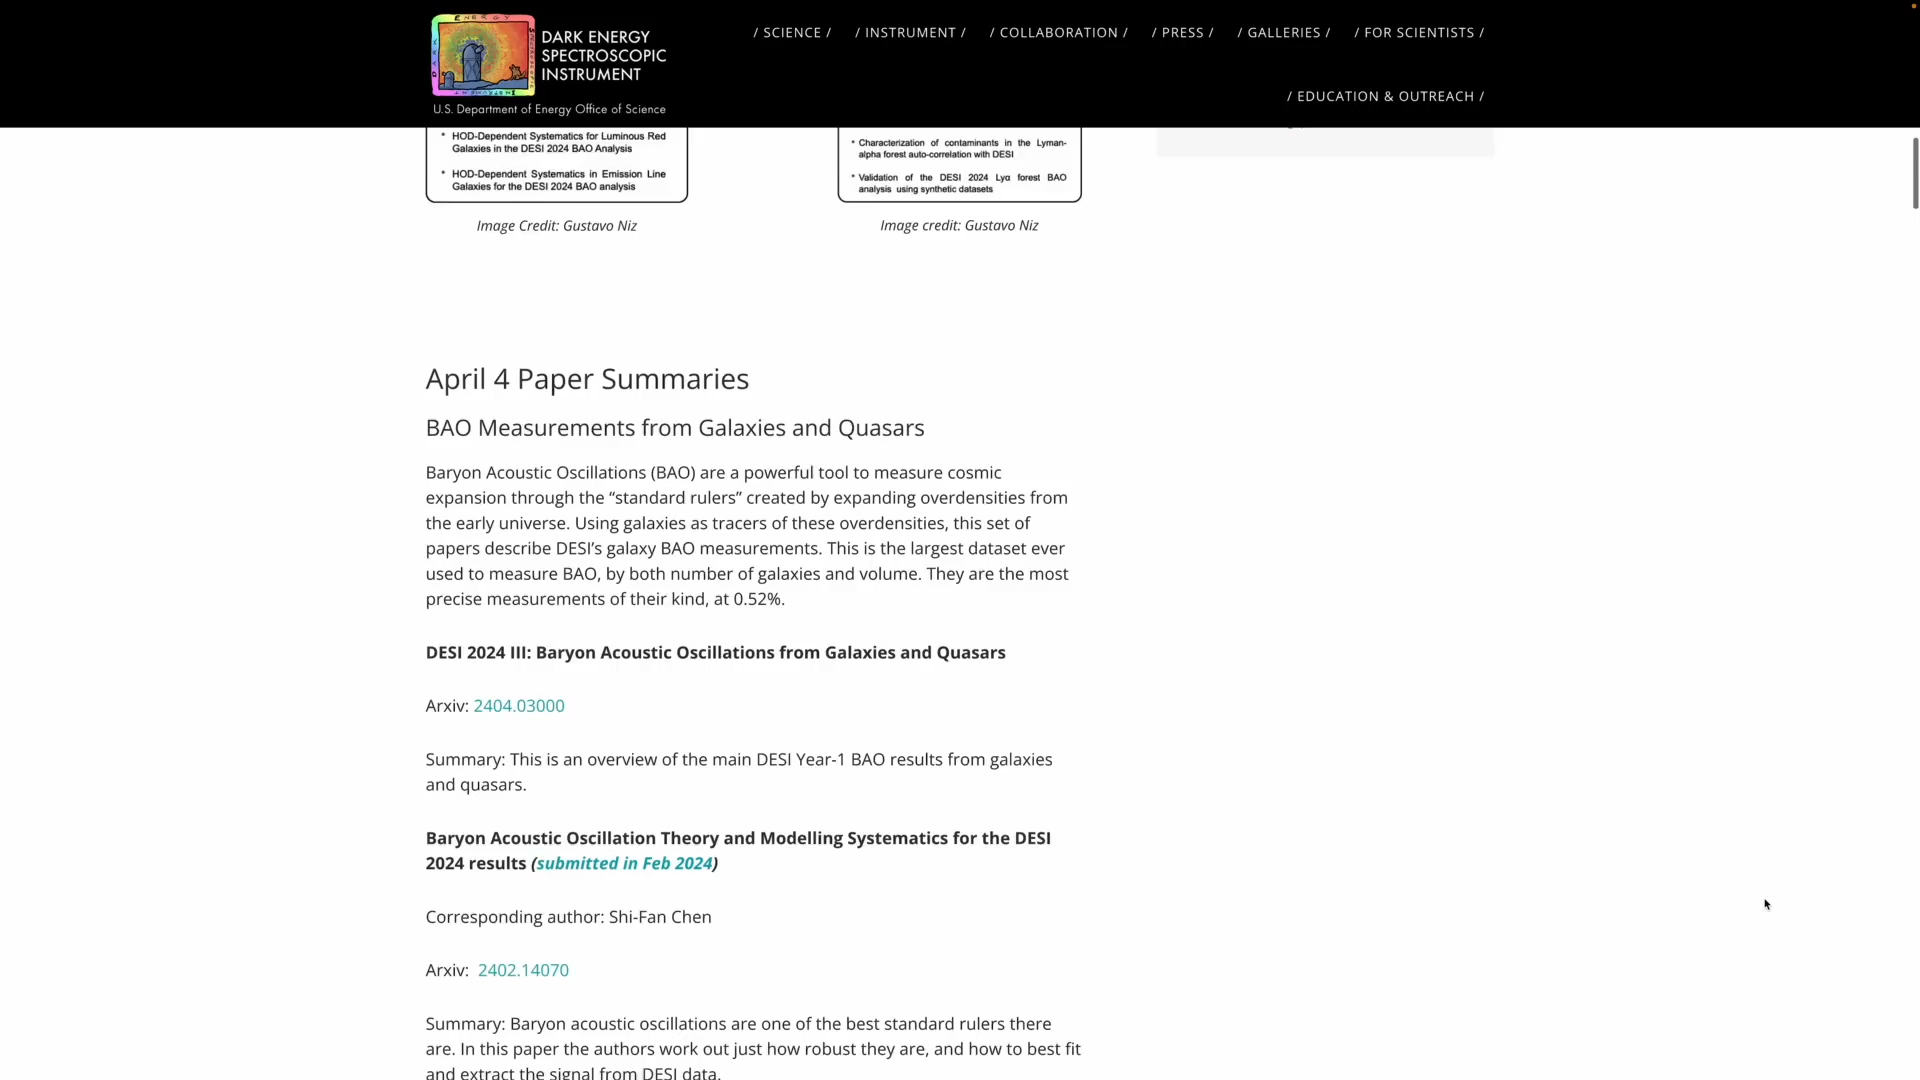 DARK ENERGY
SPECTROSCOPIC
INSTRUMENT
U.S. Department of Energy Office of Science
/ SCIENCE /
/ INSTRUMENT /
/ COLLABORATION /
/ PRESS /
/ GALLERIES /
/ FOR SCIENTISTS /
/ EDUCATION & OUTREACH /
* HOD-Dependent Systematics for Luminous Red
Galaxies in the DESI 2024 BAO Analysis
* HOD-Dependent Systematics in Emission Line
Galaxies for the DESI 2024 BAO analysis
Image Credit: Gustavo Niz
* Characterization of contaminants in the Lyman-
alpha forest auto-correlation with DESI
* Validation of the DESI 2024 Lyα forest BAO
analysis using synthetic datasets
Image credit: Gustavo Niz
April 4 Paper Summaries
BAO Measurements from Galaxies and Quasars
Baryon Acoustic Oscillations (BAO) are a powerful tool to measure cosmic
expansion through the “standard rulers” created by expanding overdensities from
the early universe. Using galaxies as tracers of these overdensities, this set of
papers describe DESI’s galaxy BAO measurements. This is the largest dataset ever
used to measure BAO, by both number of galaxies and volume. They are the most
precise measurements of their kind, at 0.52%.
DESI 2024 III: Baryon Acoustic Oscillations from Galaxies and Quasars
Arxiv: 2404.03000
Summary: This is an overview of the main DESI Year-1 BAO results from galaxies
and quasars.
Baryon Acoustic Oscillation Theory and Modelling Systematics for the DESI
2024 results (submitted in Feb 2024)
Corresponding author: Shi-Fan Chen
Arxiv: 2402.14070
Summary: Baryon acoustic oscillations are one of the best standard rulers there
are. In this paper the authors work out just how robust they are, and how to best fit
and extract the signal from DESI data.